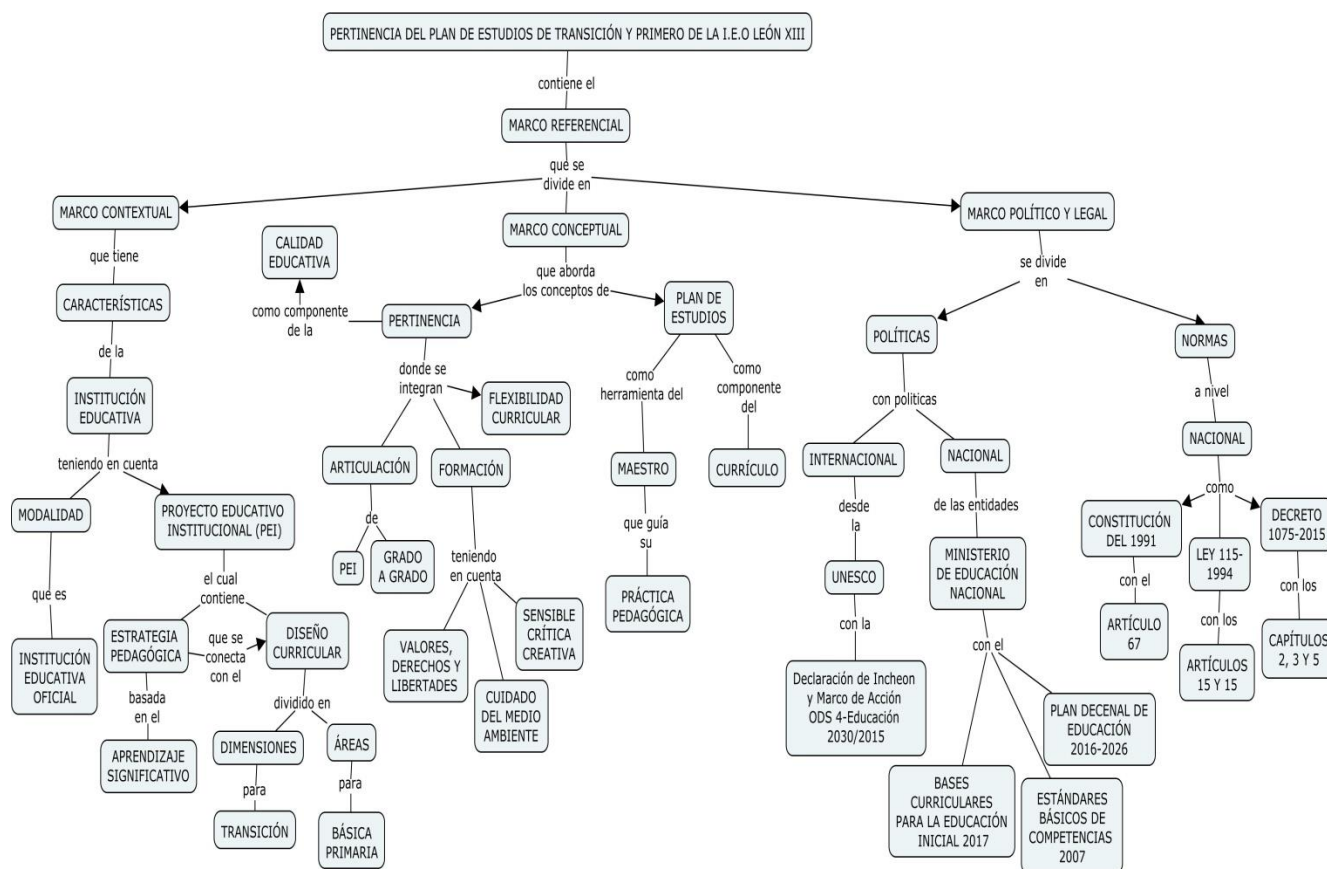 PERTINENCIA DEL PLAN DE ESTUDIOS DE TRANSICIÓN Y PRIMERO DE LA I.E.O LEÓN XIII
contiene el
MARCO REFERENCIAL
que se
divide en
MARCO CONTEXTUAL
que tiene
CARACTERÍSTICAS
de la
INSTITUCIÓN
EDUCATIVA
teniendo en cuenta
MODALIDAD
que es
INSTITUCIÓN
EDUCATIVA
OFICIAL
PROYECTO EDUCATIVO
INSTITUCIONAL (PEI)
el cual
contiene
ESTRATEGIA
PEDAGÓGICA
que se
conecta
con el
DISEÑO
CURRICULAR
basada
en el
APRENDIZAJE
SIGNIFICATIVO
dividido en
DIMENSIONES
para
TRANSICIÓN
ÁREAS
para
BÁSICA
PRIMARIA
MARCO CONCEPTUAL
que aborda
los conceptos de
PERTINENCIA
como componente
de la
CALIDAD
EDUCATIVA
donde se
integran
FLEXIBILIDAD
CURRICULAR
ARTICULACIÓN
de
PEI
GRADO
A GRADO
FORMACIÓN
teniendo
en cuenta
VALORES,
DERECHOS Y
LIBERTADES
CUIDADO
DEL MEDIO
AMBIENTE
SENSIBLE
CRÍTICA
CREATIVA
PLAN DE
ESTUDIOS
como
herramienta del
MAESTRO
que guía
su
PRÁCTICA
PEDAGÓGICA
como
componente
del
CURRÍCULO
MARCO POLÍTICO Y LEGAL
se divide
en
POLÍTICAS
con politicas
INTERNACIONAL
desde
la
UNESCO
con la
Declaración de Incheon
y Marco de Acción
ODS 4-Educación
2030/2015
NACIONAL
de las entidades
MINISTERIO
DE EDUCACIÓN
NACIONAL
con el
BASES
CURRICULARES
PARA LA EDUCACIÓN
INICIAL 2017
ESTÁNDARES
BÁSICOS DE
COMPETENCIAS
2007
PLAN DECENAL DE
EDUCACIÓN
2016-2026
NORMAS
a nivel
NACIONAL
como
CONSTITUCIÓN
DEL 1991
con el
ARTÍCULO
67
LEY 115-
1994
con los
ARTÍCULOS
15 Y 15
DECRETO
1075-2015
con los
CAPÍTULOS
2, 3 Y 5